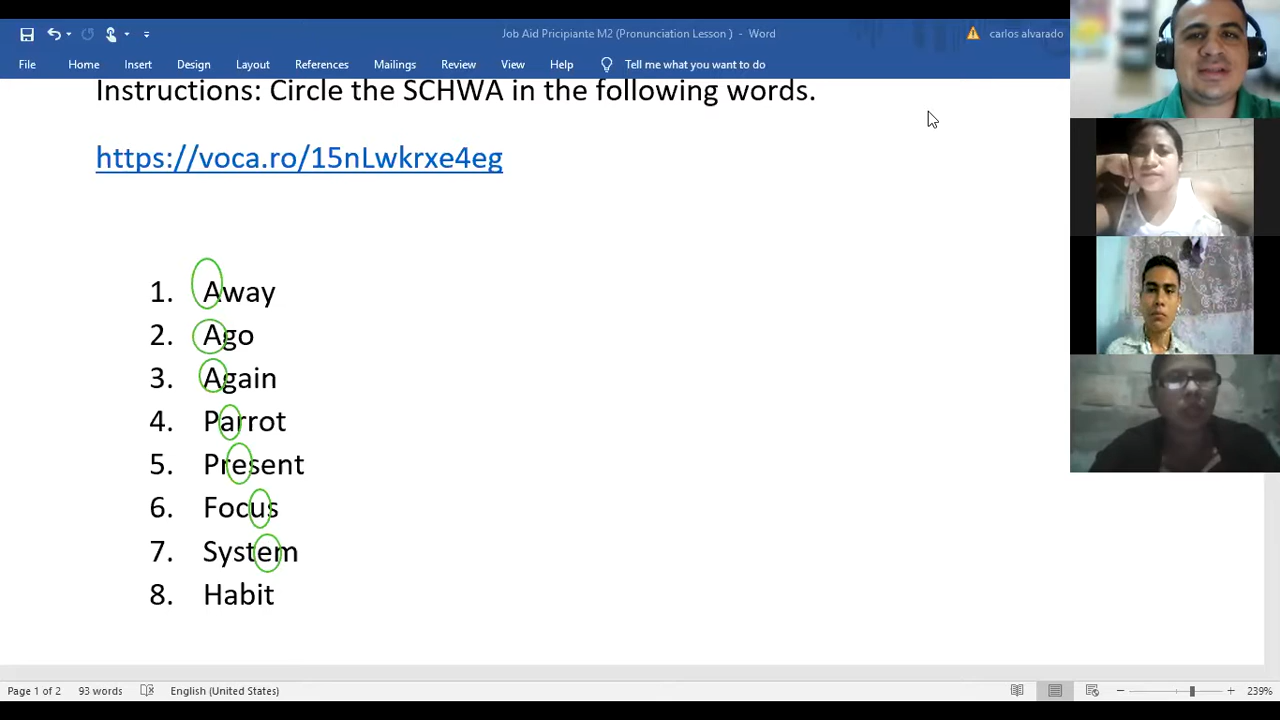 Job Aid Pricipiante M2 (Pronunciation Lesson ) - Word
carlos alvarado
File Home Insert Design Layout References Mailings Review View Help Tell me what you want to do
Instructions: Circle the SCHWA in the following words.
https://voca.ro/15nLwkrxe4eg
1. Away
2. Ago
3. Again
4. Parrot
5. Present
6. Focus
7. System
8. Habit
Page 1 of 2 93 words English (United States) 239%